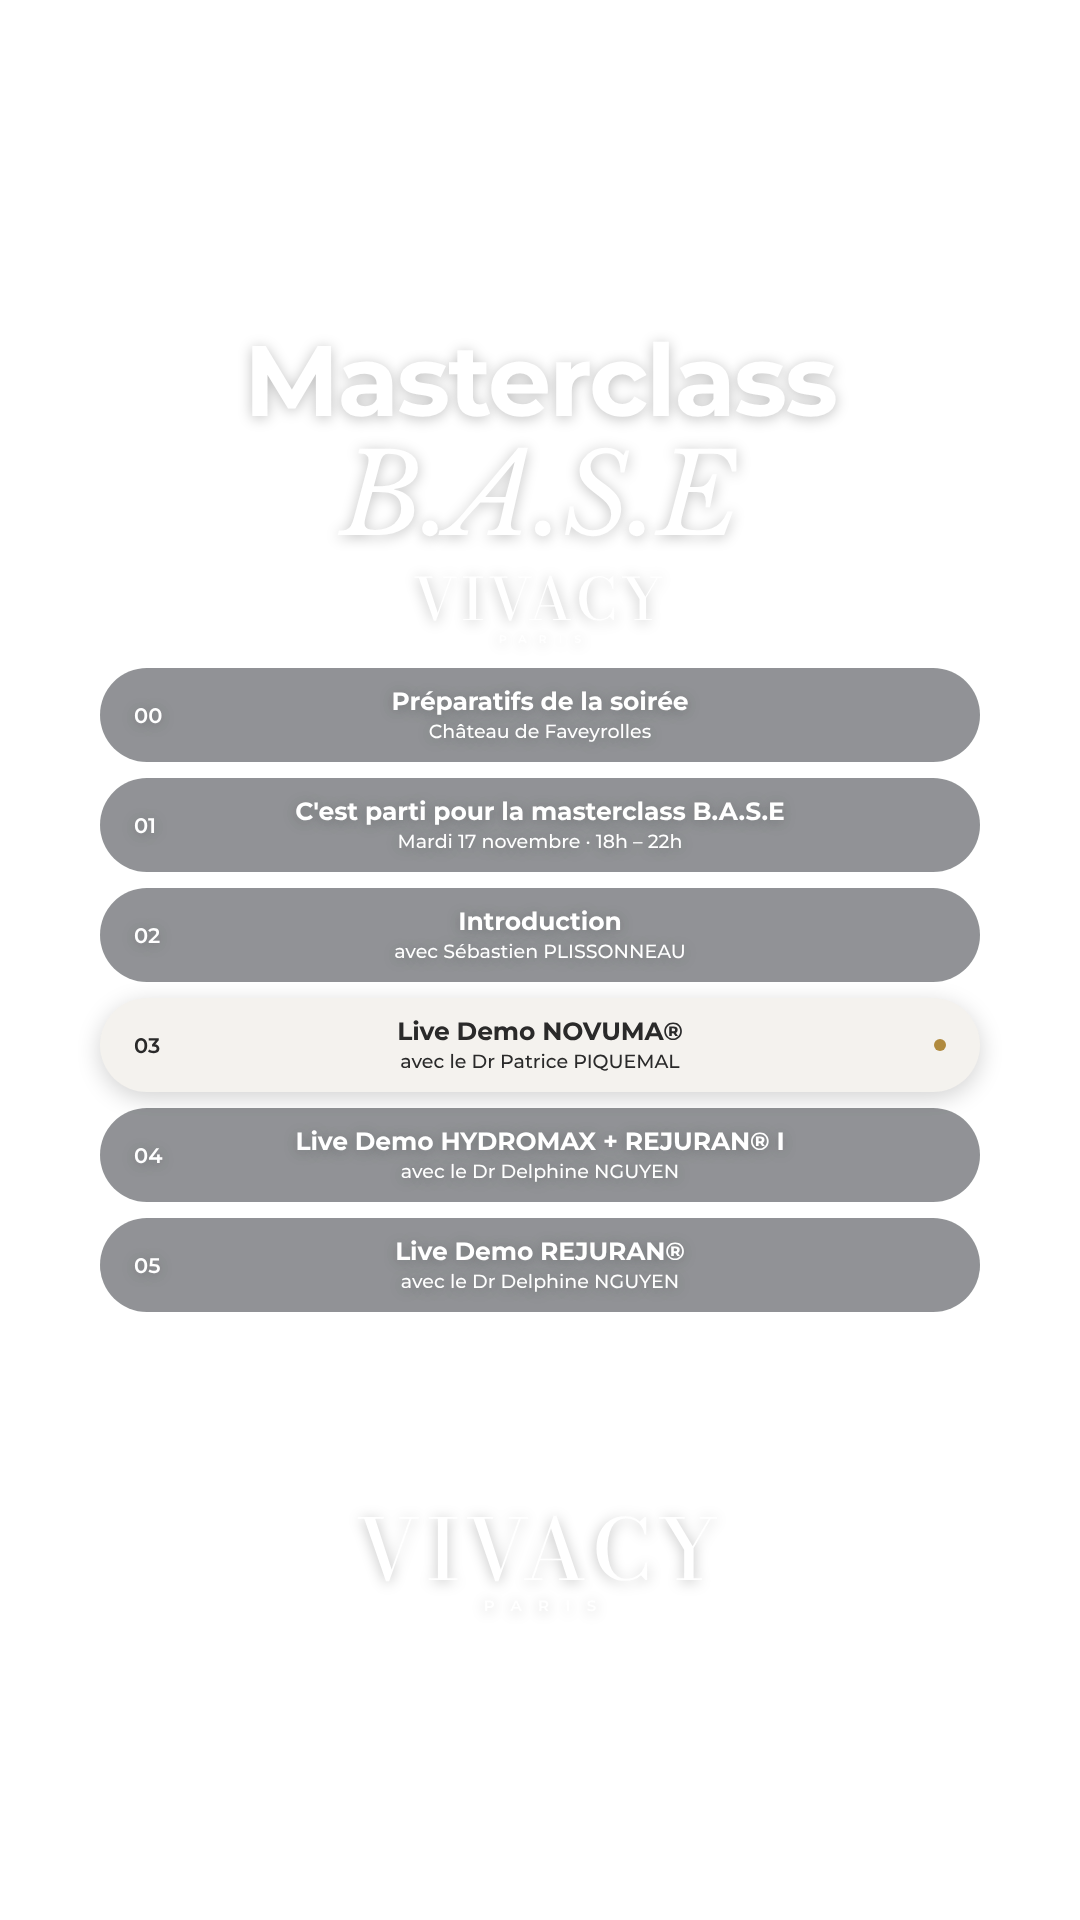 Masterclass
B.A.S.E
VIVACY
00
Préparatifs de la soirée
Château de Faveyrolles
01
C'est parti pour la masterclass B.A.S.E
Mardi 17 novembre · 18h – 22h
02
Introduction
avec Sébastien PLISSONNEAU
03
Live Demo NOVUMA®
avec le Dr Patrice PIQUEMAL
04
Live Demo HYDROMAX + REJURAN® I
avec le Dr Delphine NGUYEN
05
Live Demo REJURAN®
avec le Dr Delphine NGUYEN
VIVACY
PARIS